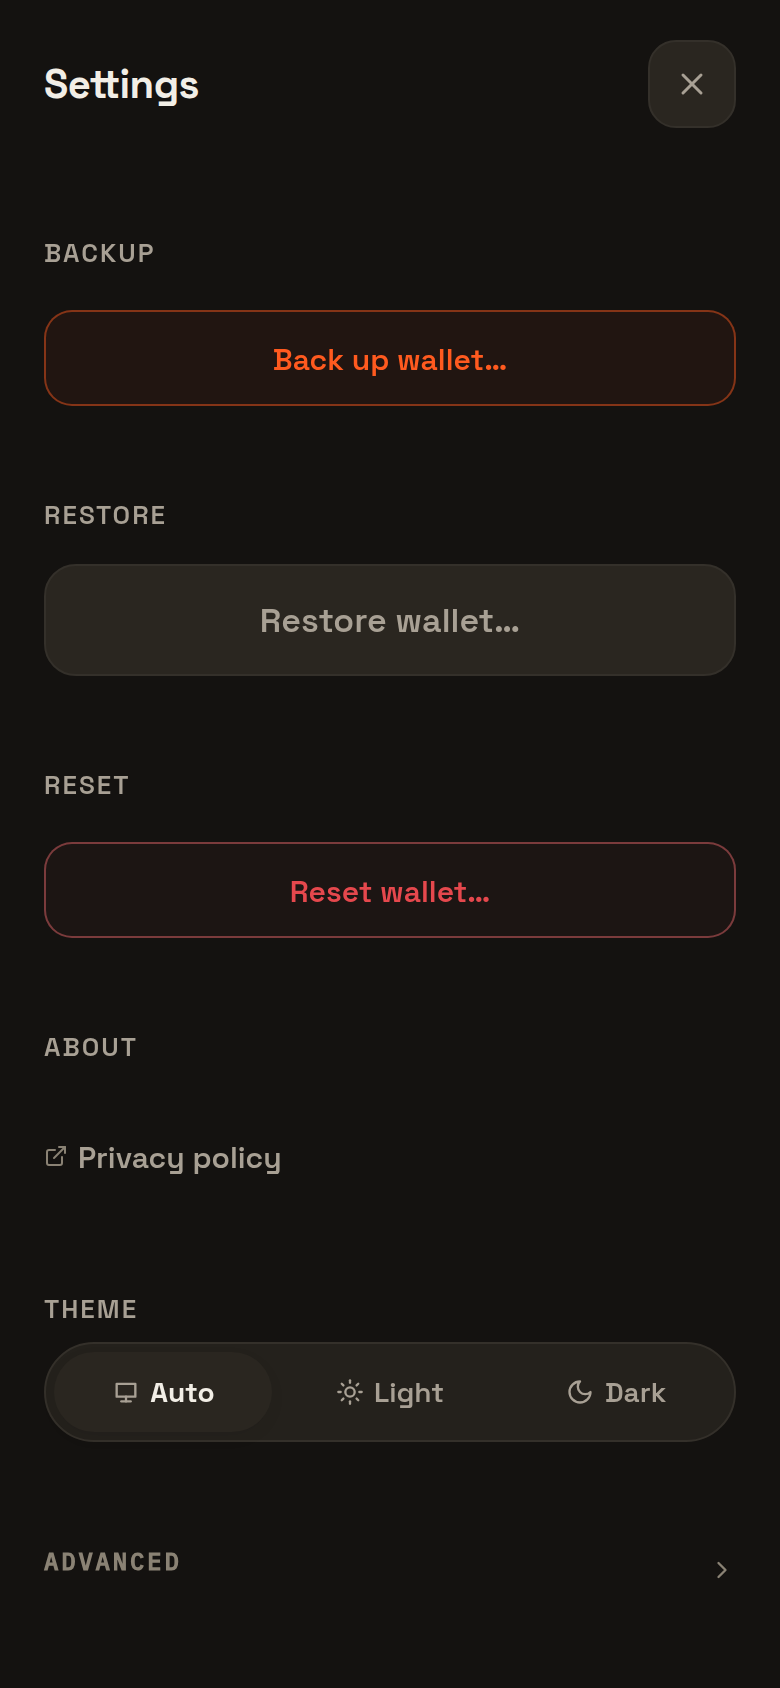 Settings
BACKUP
Back up wallet...
RESTORE
Restore wallet...
RESET
Reset wallet...
ABOUT
Privacy policy
THEME
Auto Light Dark
ADVANCED